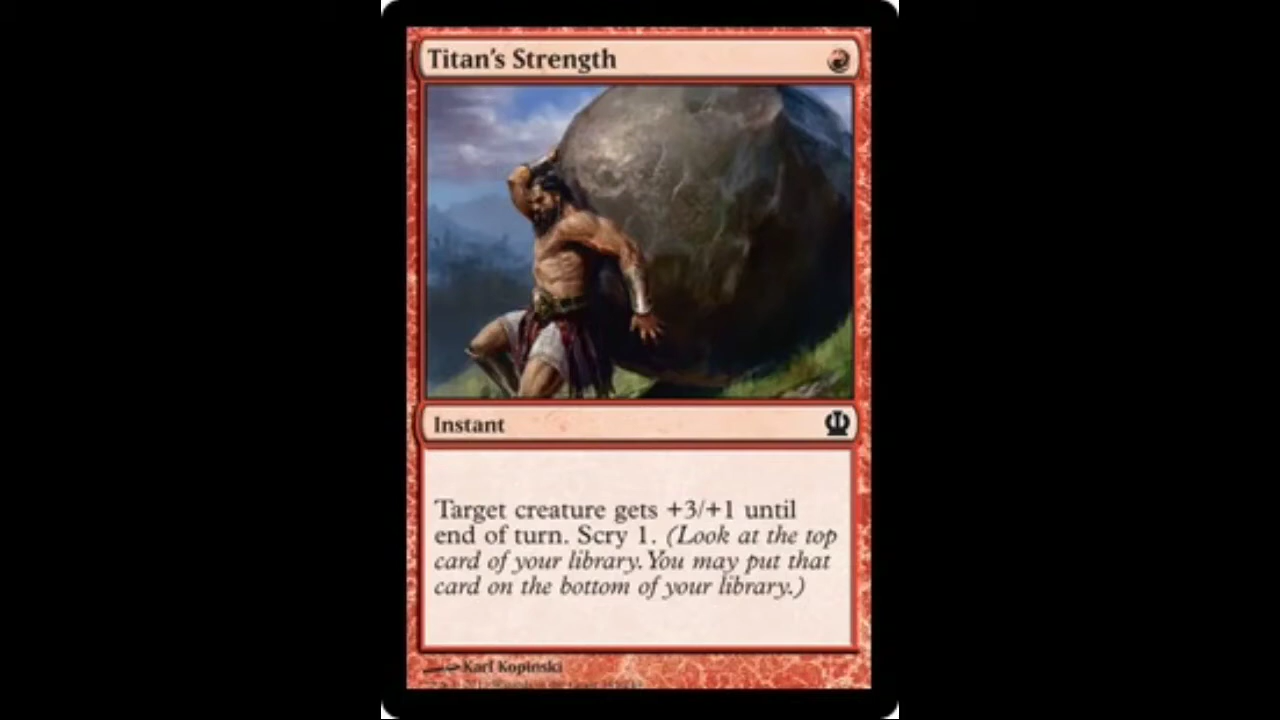 Titan's Strength
Instant
Target creature gets +3/+1 until
end of turn. Scry 1. (Look at the top
card of your library. You may put that
card on the bottom of your library.)
Karl Kopinski